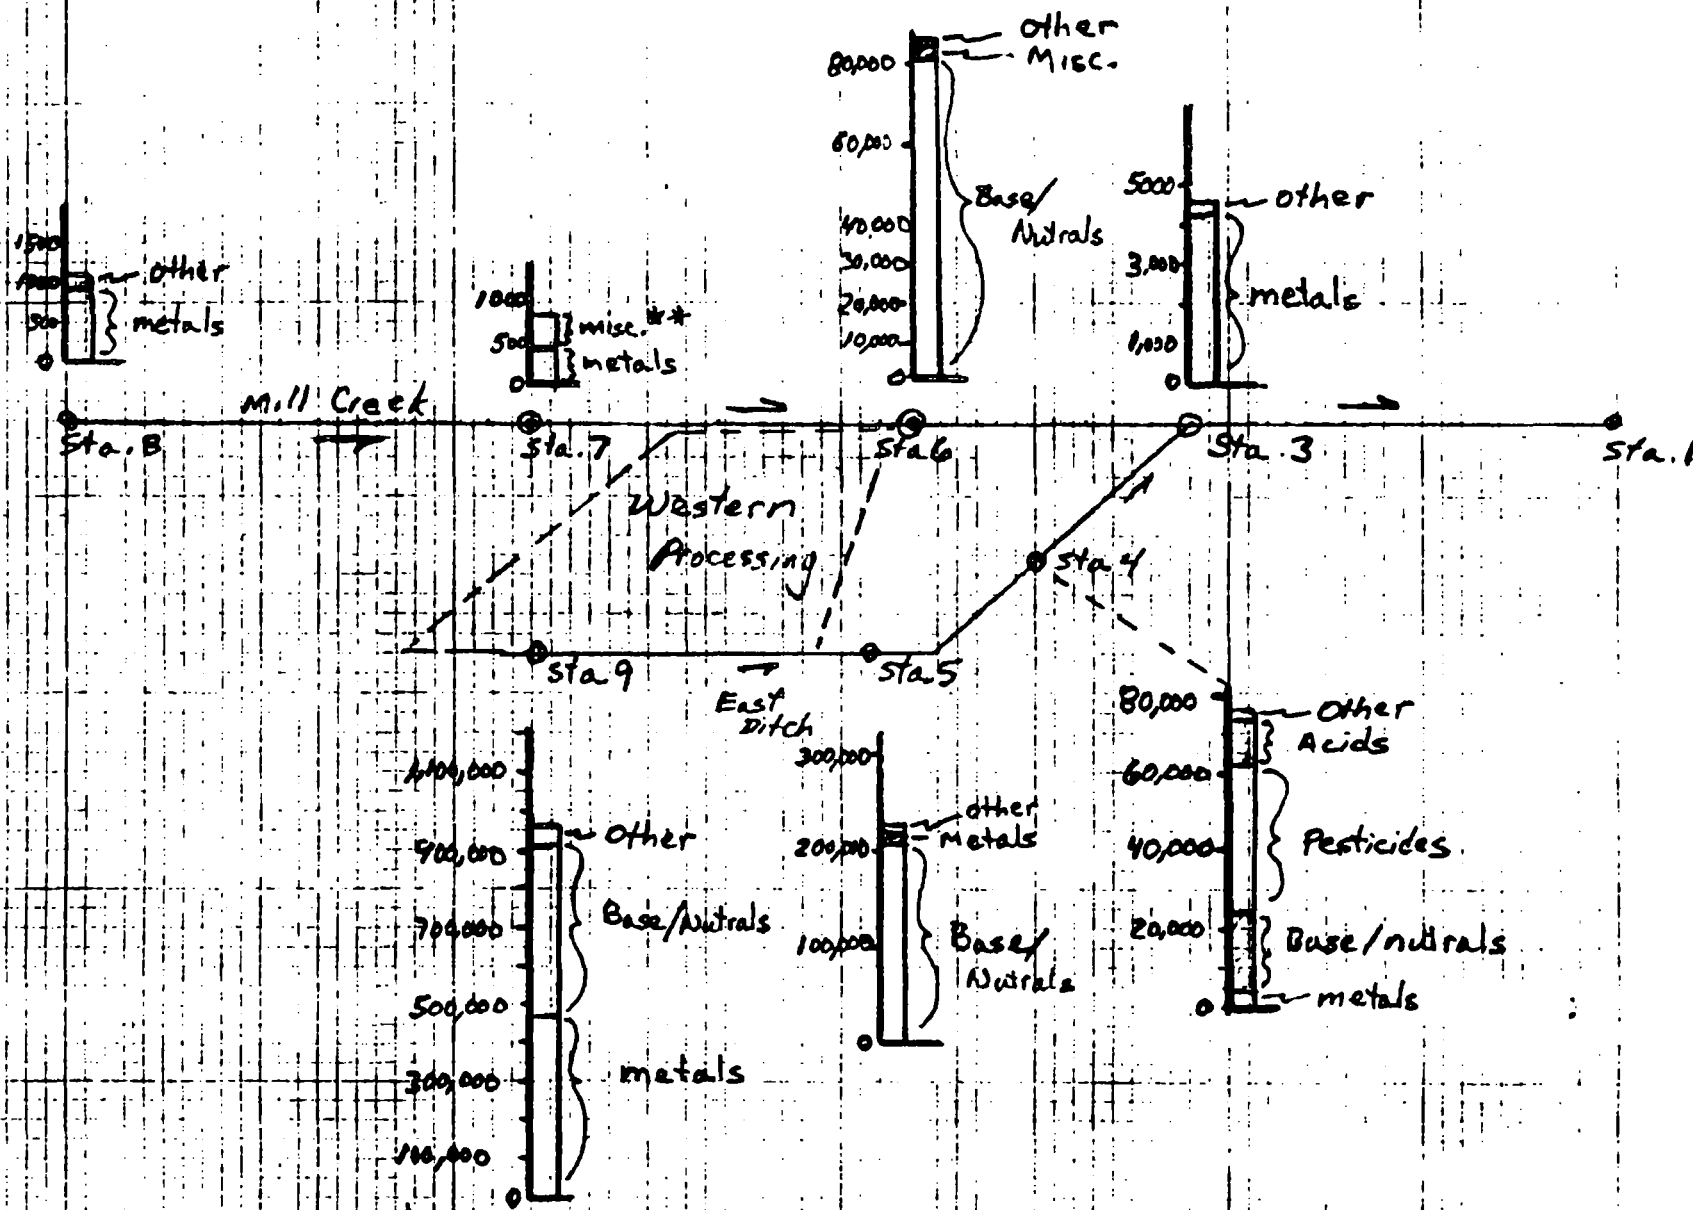 other
Misc.
80,000
60,000
40,000
30,000
20,000
10,000
0
Base/
Nutrals
5000
3,000
1,000
0
other
metals
1500
1000
500
0
other
metals
1000
500
0
misc.**
metals
Mill Creek
Sta. 8
Sta. 7
Sta 6
Sta. 3
Sta. 1
Western
Processing
Sta 4
Sta. 9
Sta. 5
East
Ditch
1,100,000
900,000
700,000
500,000
300,000
100,000
0
Other
Base/Nutrals
metals
300,000
200,000
100,000
0
other
Metals
Base/
Nutrals
80,000
60,000
40,000
20,000
0
Other
Acids
Pesticides
Base/nutrals
metals